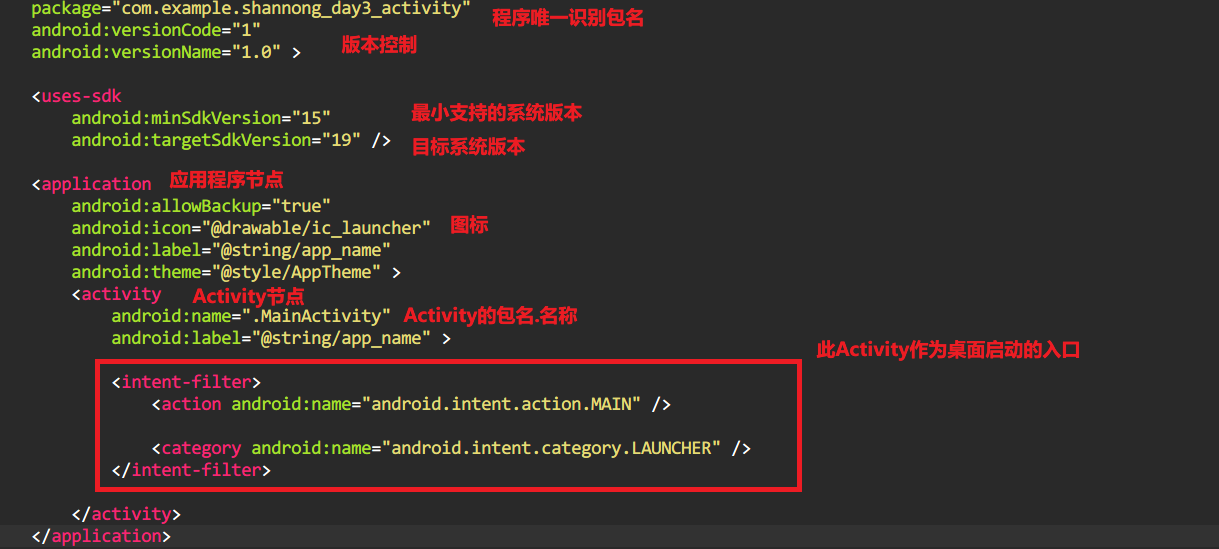 package="com.example.shannong_day3_activity" 程序唯一识别包名
android:versionCode="1"
android:versionName="1.0" > 版本控制
<uses-sdk
android:minSdkVersion="15" 最小支持的系统版本
android:targetSdkVersion="19" /> 目标系统版本
<application 应用程序节点
android:allowBackup="true"
android:icon="@drawable/ic_launcher" 图标
android:label="@string/app_name"
android:theme="@style/AppTheme" >
<activity Activity节点
android:name=".MainActivity" Activity的包名.名称
android:label="@string/app_name" >
此Activity作为桌面启动的入口
<intent-filter>
<action android:name="android.intent.action.MAIN" />
<category android:name="android.intent.category.LAUNCHER" />
</intent-filter>
</activity>
</application>